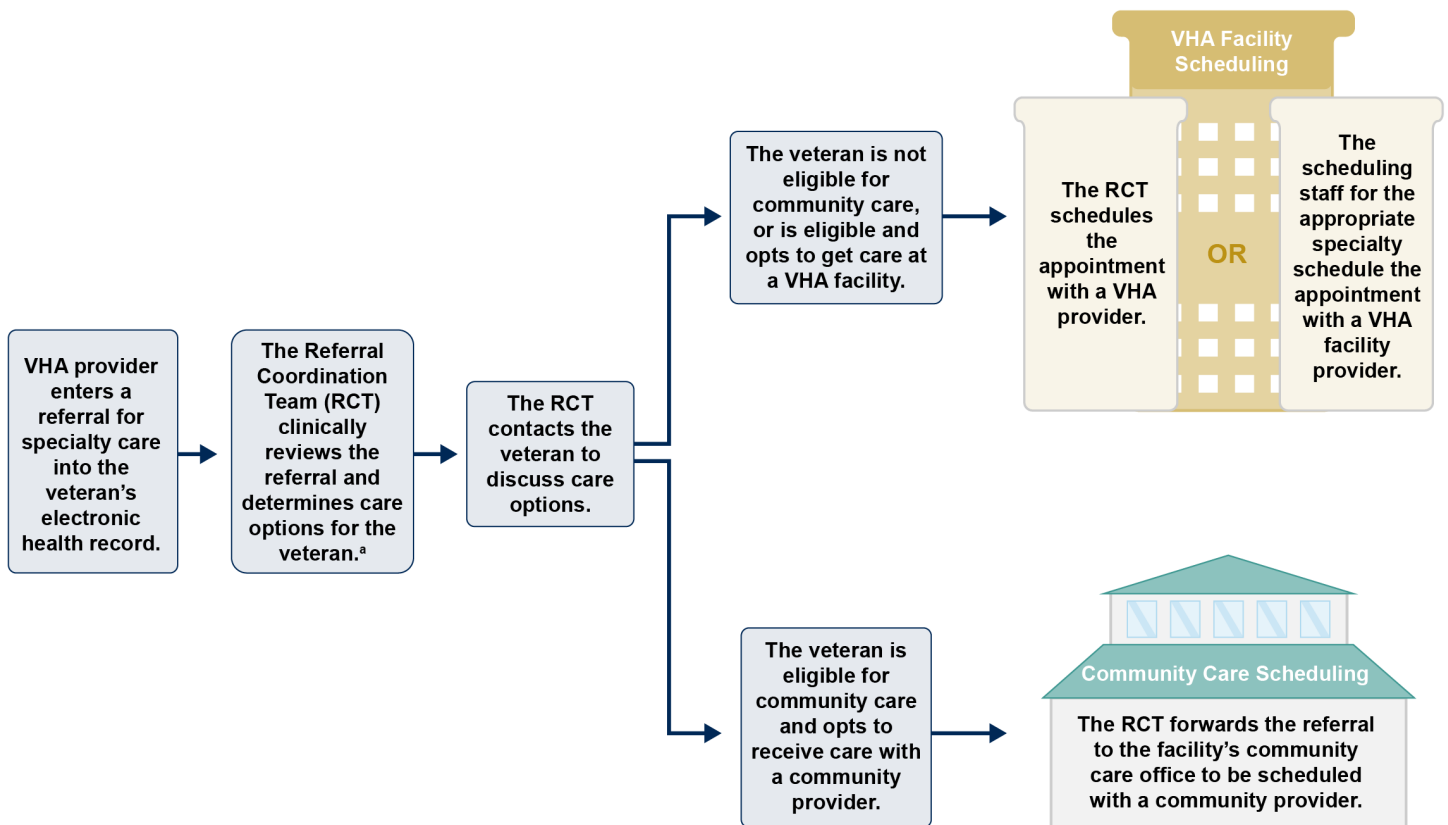 VHA provider
enters a
referral for
specialty care
into the
veteran’s
electronic
health record.
The Referral
Coordination
Team (RCT)
clinically
reviews the
referral and
determines care
options for the
veteran.ᵃ
The RCT
contacts the
veteran to
discuss care
options.
The veteran is not
eligible for
community care,
or is eligible and
opts to get care at
a VHA facility.
VHA Facility
Scheduling
The RCT
schedules
the
appointment
with a VHA
provider.
OR
The
scheduling
staff for the
appropriate
specialty
schedule the
appointment
with a VHA
facility
provider.
The veteran is
eligible for
community care
and opts to
receive care with
a community
provider.
Community Care Scheduling
The RCT forwards the referral
to the facility’s community
care office to be scheduled
with a community provider.